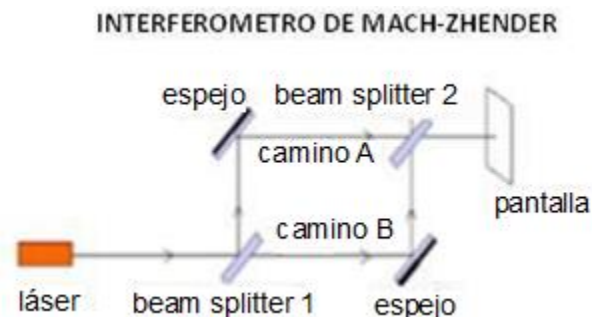 INTERFEROMETRO DE MACH-ZHENDER
espejo
beam splitter 2
camino A
pantalla
camino B
láser
beam splitter 1
espejo